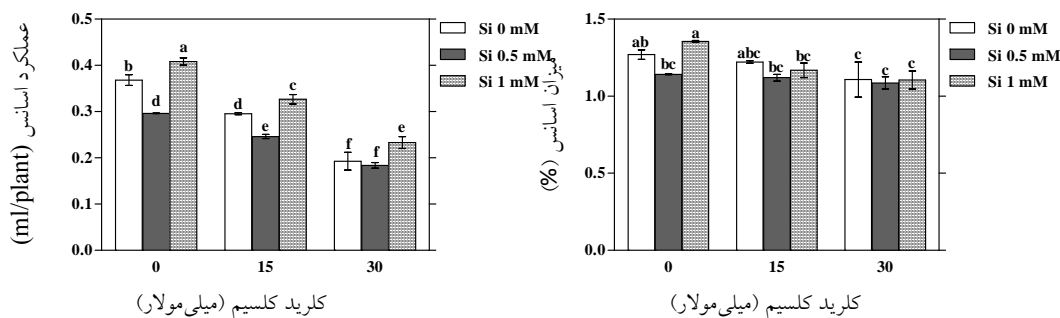 عملکرد اسانس (ml/plant)
0.5
0.4
0.3
0.2
0.1
0.0
b
d
a
d
e
c
f
f
e
0 15 30
کلرید کلسیم (میلی‌مولار)
Si 0 mM
Si 0.5 mM
Si 1 mM
میزان اسانس (%)
1.5
1.0
0.5
0.0
ab
bc
a
abc
bc
bc
c
c
c
0 15 30
کلرید کلسیم (میلی‌مولار)
Si 0 mM
Si 0.5 mM
Si 1 mM